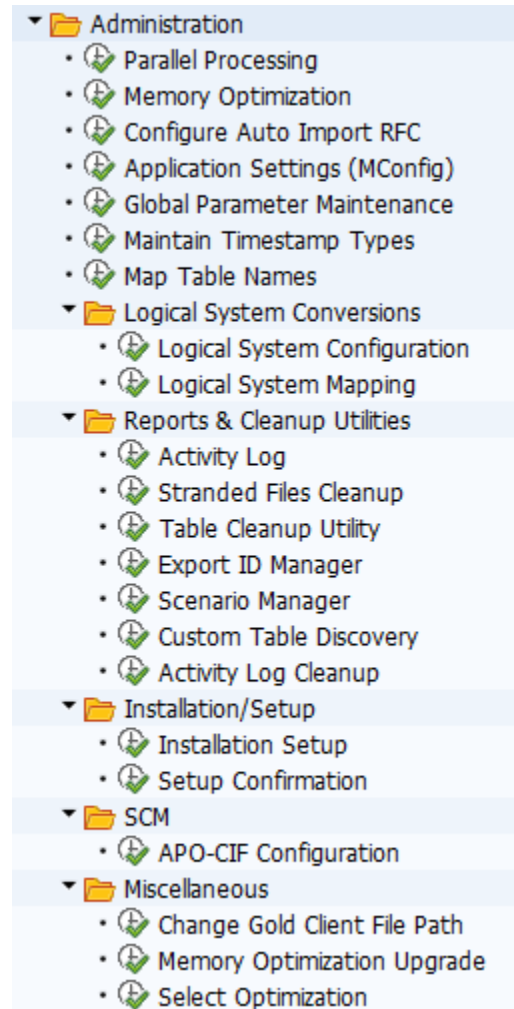 Administration
Parallel Processing
Memory Optimization
Configure Auto Import RFC
Application Settings (MConfig)
Global Parameter Maintenance
Maintain Timestamp Types
Map Table Names
Logical System Conversions
Logical System Configuration
Logical System Mapping
Reports & Cleanup Utilities
Activity Log
Stranded Files Cleanup
Table Cleanup Utility
Export ID Manager
Scenario Manager
Custom Table Discovery
Activity Log Cleanup
Installation/Setup
Installation Setup
Setup Confirmation
SCM
APO-CIF Configuration
Miscellaneous
Change Gold Client File Path
Memory Optimization Upgrade
Select Optimization